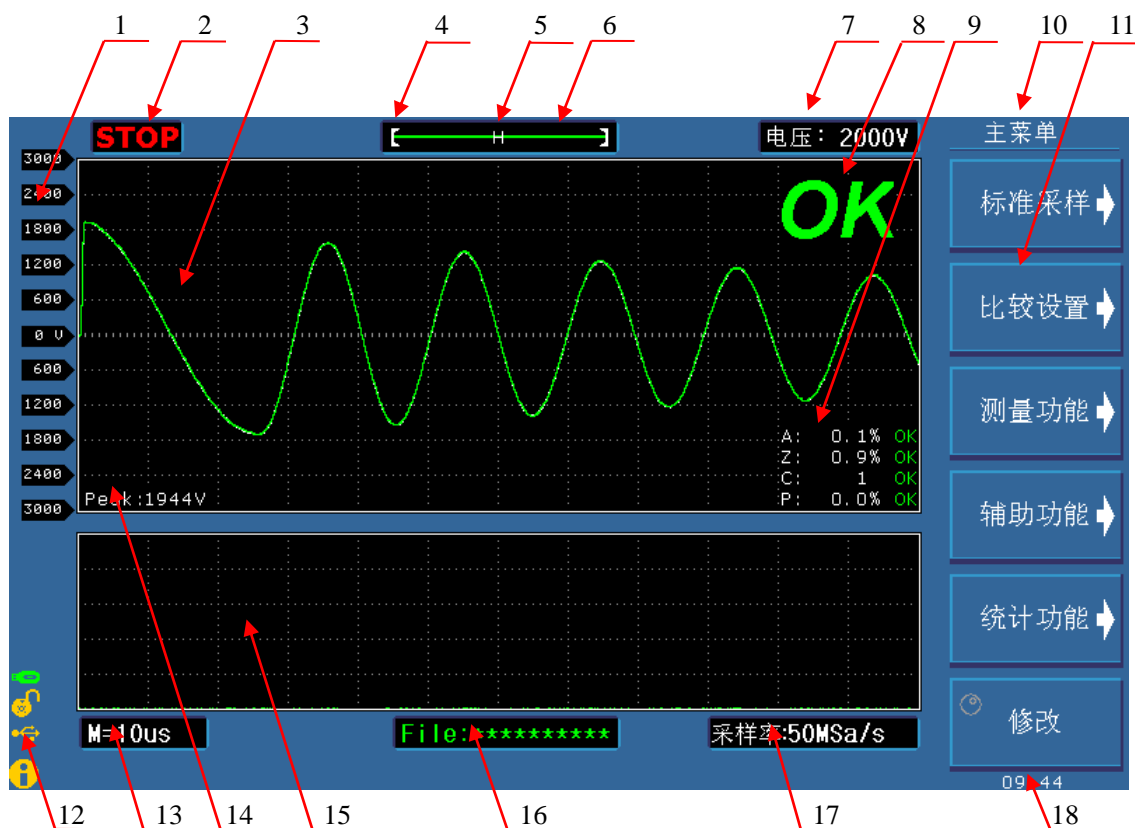 1 2 3 4 5 6 7 8 9 10 11
STOP
H
电压: 2000V
主菜单
3000
2400
1800
1200
600
0 V
600
1200
1800
2400
3000
OK
A: 0.1% OK
Z: 0.9% OK
C: 1 OK
P: 0.0% OK
Peak:1944V
标准采样
比较设置
测量功能
辅助功能
统计功能
修改
M=10us
File:**********
采样率:50MSa/s
09:44
12 13 14 15 16 17 18